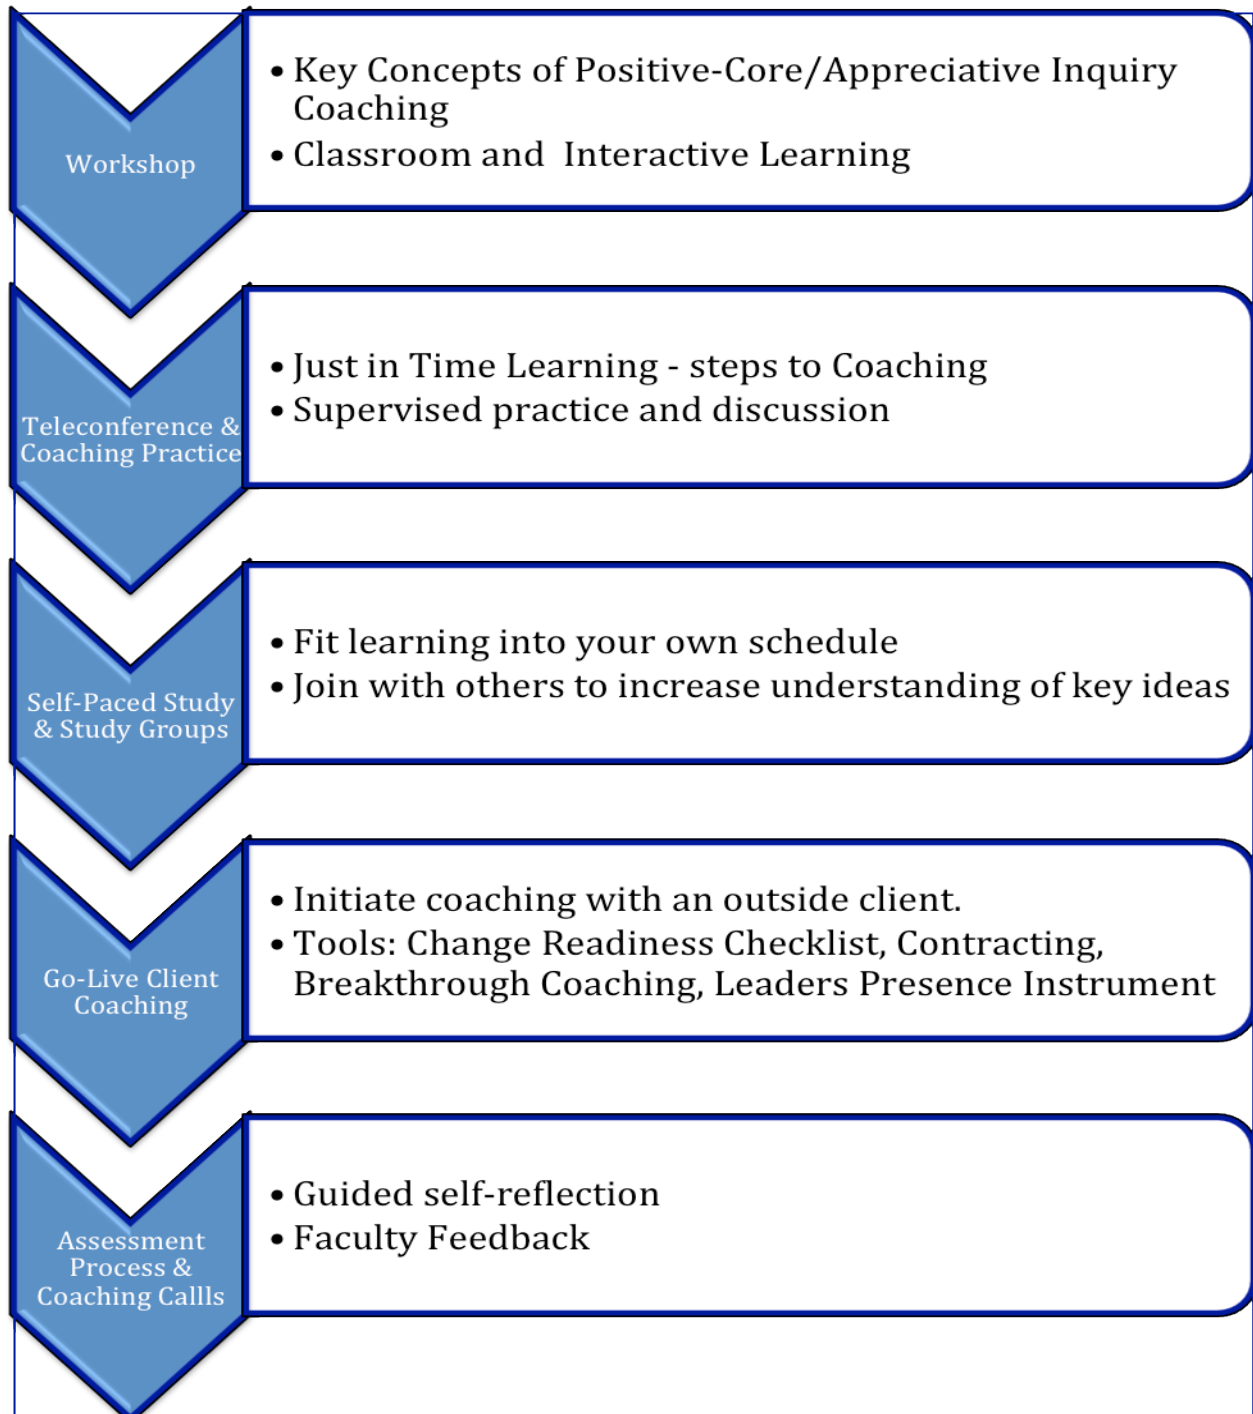 Workshop
• Key Concepts of Positive-Core/Appreciative Inquiry
Coaching
• Classroom and  Interactive Learning
Teleconference &
Coaching Practice
• Just in Time Learning - steps to Coaching
• Supervised practice and discussion
Self-Paced Study
& Study Groups
• Fit learning into your own schedule
• Join with others to increase understanding of key ideas
Go-Live Client
Coaching
• Initiate coaching with an outside client.
• Tools: Change Readiness Checklist, Contracting,
Breakthrough Coaching, Leaders Presence Instrument
Assessment
Process &
Coaching Callls
• Guided self-reflection
• Faculty Feedback